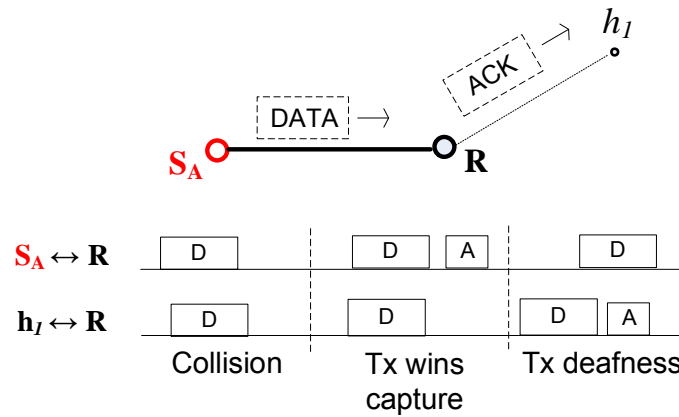 h1
ACK
DATA
SA
R
SA ↔ R
D
D
A
D
h1 ↔ R
D
D
D
A
Collision
Tx wins
capture
Tx deafness